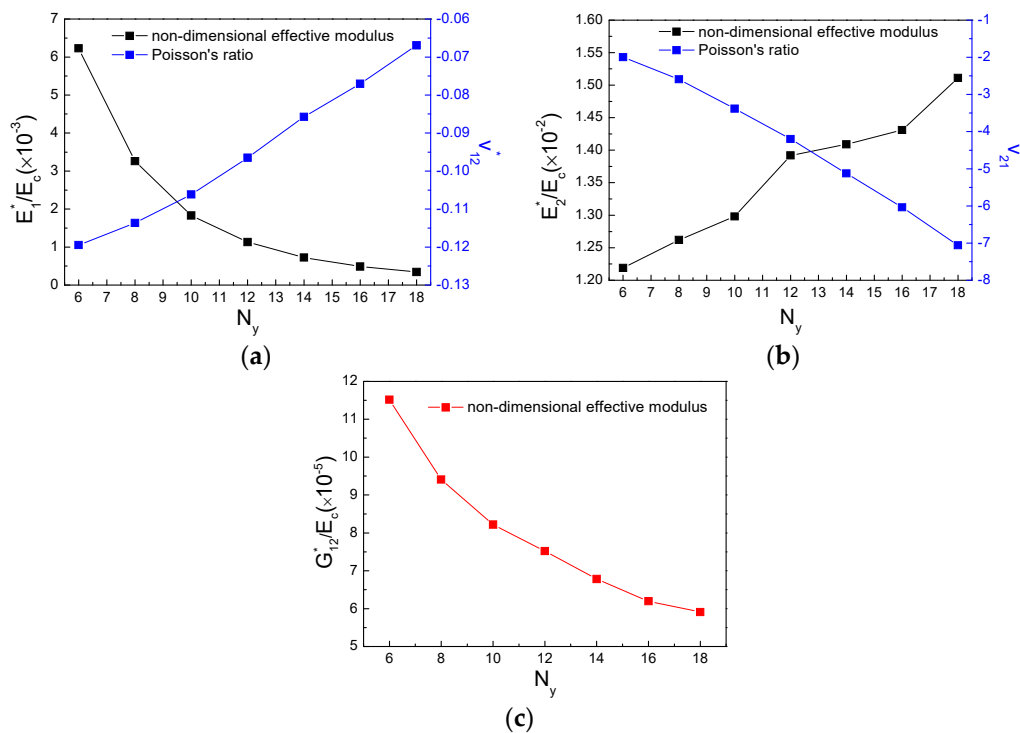 non-dimensional effective modulus
Poisson's ratio
7
6
5
4
3
2
1
0
E*1/Ec(×10-3)
-0.06
-0.07
-0.08
-0.09
-0.10
-0.11
-0.12
-0.13
v12*
6 7 8 9 10 11 12 13 14 15 16 17 18
Ny
(a)
non-dimensional effective modulus
Poisson's ratio
1.60
1.55
1.50
1.45
1.40
1.35
1.30
1.25
1.20
E*2/Ec(×10-2)
-1
-2
-3
-4
-5
-6
-7
-8
v21
6 7 8 9 10 11 12 13 14 15 16 17 18
Ny
(b)
non-dimensional effective modulus
12
11
10
9
8
7
6
5
G*12/Ec(×10-5)
6 8 10 12 14 16 18
Ny
(c)